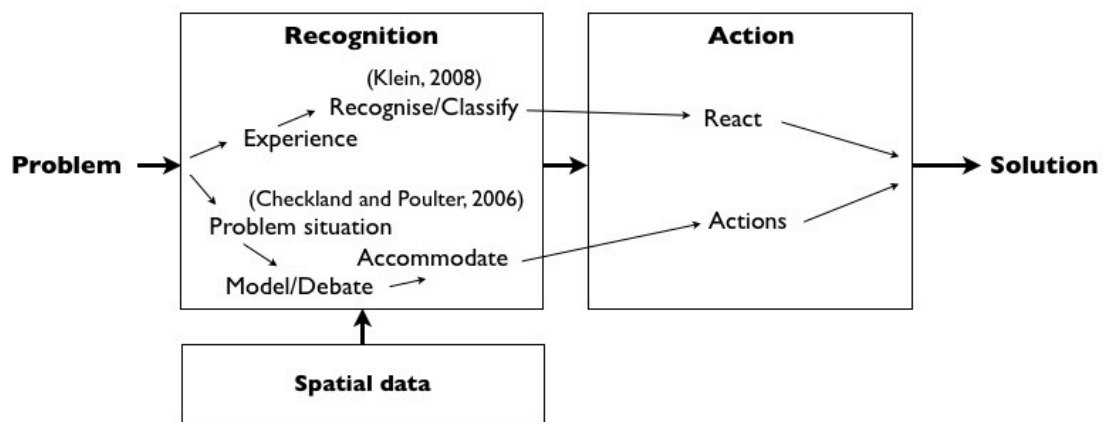 Recognition
Action
(Klein, 2008)
Recognise/Classify
React
Experience
Problem
Solution
(Checkland and Poulter, 2006)
Problem situation
Actions
Accommodate
Model/Debate
Spatial data